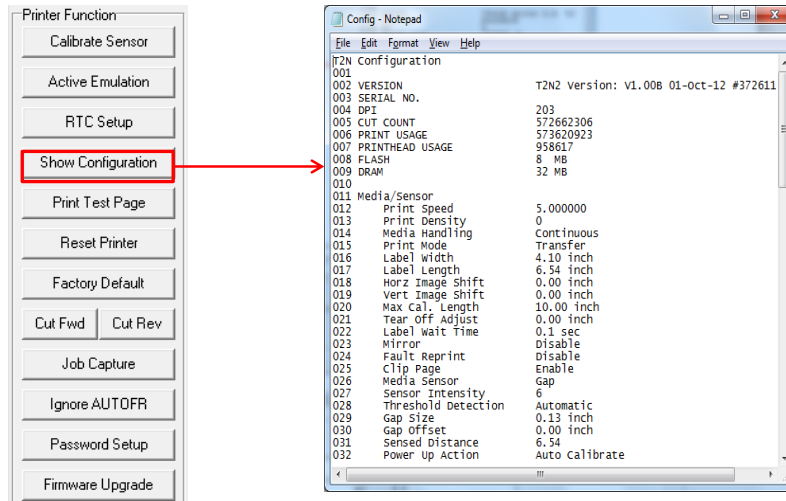 Printer Function
Calibrate Sensor
Active Emulation
RTC Setup
Show Configuration
Print Test Page
Reset Printer
Factory Default
Cut Fwd Cut Rev
Job Capture
Ignore AUTOFR
Password Setup
Firmware Upgrade
Config - Notepad
File Edit Format View Help
T2N Configuration
001
002 VERSION T2N2 Version: V1.00B 01-Oct-12 #372611
003 SERIAL NO.
004 DPI 203
005 CUT COUNT 572662306
006 PRINT USAGE 573620923
007 PRINTHEAD USAGE 958617
008 FLASH 8 MB
009 DRAM 32 MB
010
011 Media/Sensor
012 Print Speed 5.000000
013 Print Density 0
014 Media Handling Continuous
015 Print Mode Transfer
016 Label Width 4.10 inch
017 Label Length 6.54 inch
018 Horz Image Shift 0.00 inch
019 Vert Image Shift 0.00 inch
020 Max Cal. Length 10.00 inch
021 Tear Off Adjust 0.00 inch
022 Label Wait Time 0.1 sec
023 Mirror Disable
024 Fault Reprint Disable
025 Clip Page Enable
026 Media Sensor Gap
027 Sensor Intensity 6
028 Threshold Detection Automatic
029 Gap Size 0.13 inch
030 Gap Offset 0.00 inch
031 Sensed Distance 6.54
032 Power Up Action Auto Calibrate